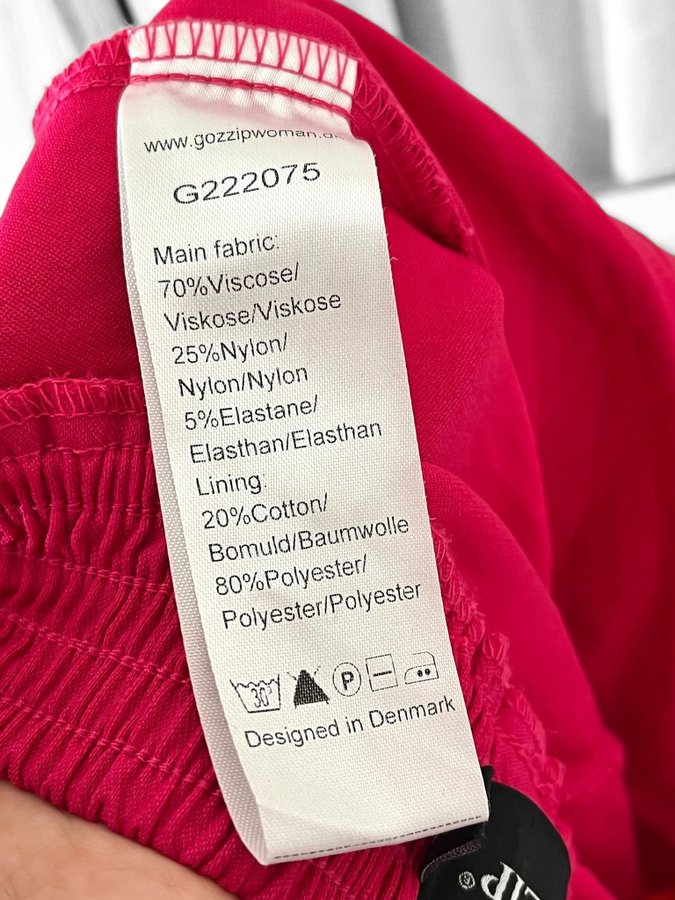 www.gozzipwoman.
G222075
Main fabric:
70%Viscose/
Viskose/Viskose
25%Nylon/
Nylon/Nylon
5%Elastane/
Elasthan/Elasthan
Lining:
20%Cotton/
Bomuld/Baumwolle
80%Polyester/
Polyester/Polyester
30° P
Designed in Denmark